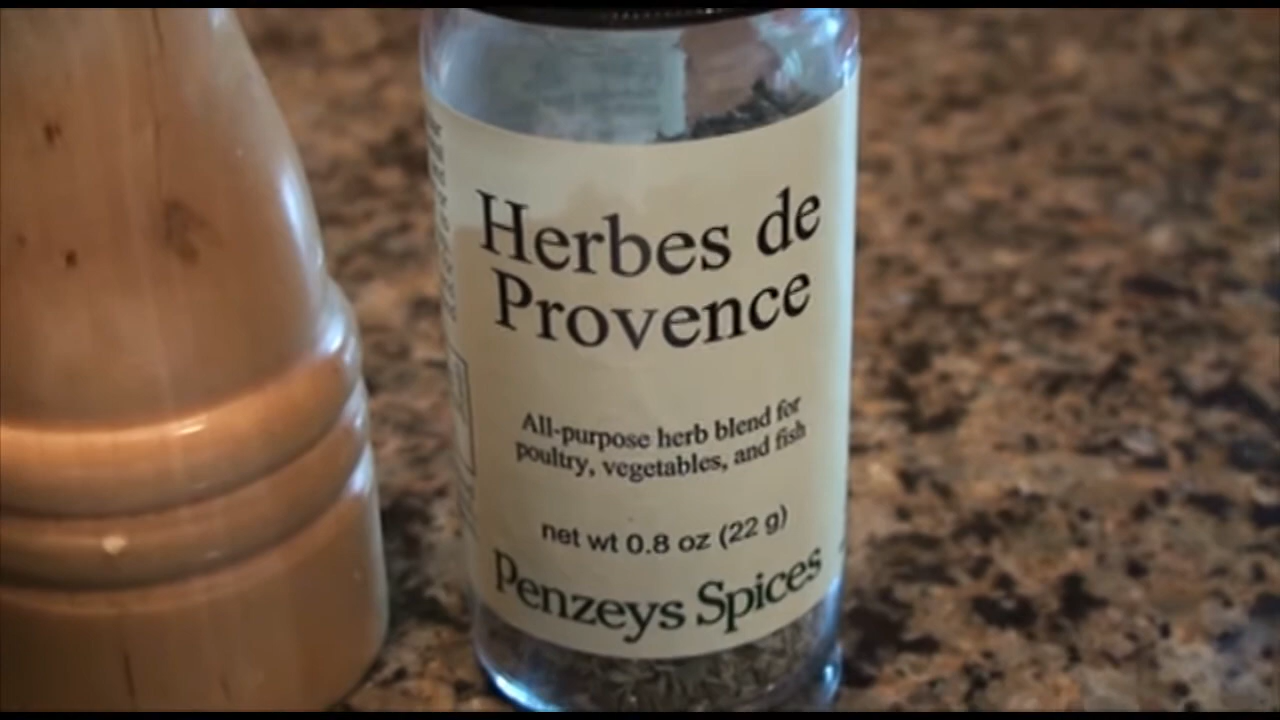 Herbes de
Provence
All-purpose herb blend for
poultry, vegetables, and fish
net wt 0.8 oz (22 g)
Penzeys Spices